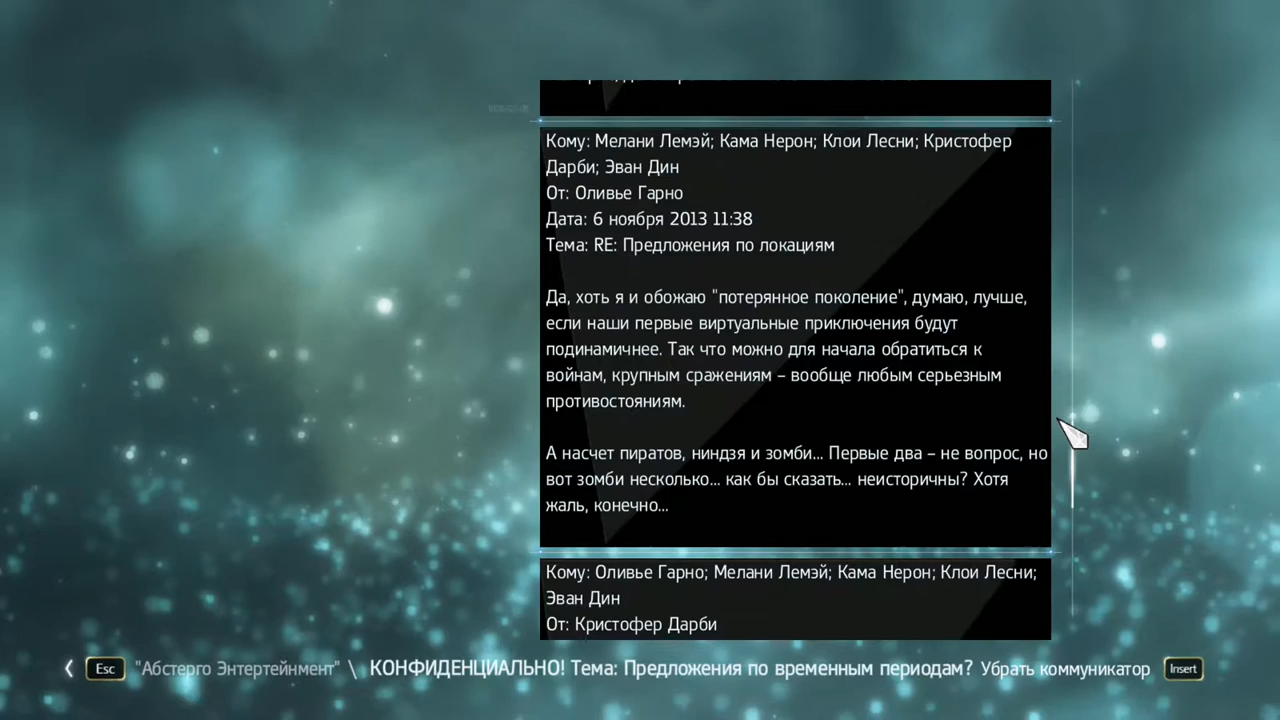 Кому: Мелани Лемэй; Кама Нерон; Клои Лесни; Кристофер
Дарби; Эван Дин
От: Оливье Гарно
Дата: 6 ноября 2013 11:38
Тема: RE: Предложения по локациям
Да, хоть я и обожаю "потерянное поколение", думаю, лучше,
если наши первые виртуальные приключения будут
подинамичнее. Так что можно для начала обратиться к
войнам, крупным сражениям – вообще любым серьезным
противостояниям.
А насчет пиратов, ниндзя и зомби... Первые два – не вопрос, но
вот зомби несколько... как бы сказать... неисторичны? Хотя
жаль, конечно...
Кому: Оливье Гарно; Мелани Лемэй; Кама Нерон; Клои Лесни;
Эван Дин
От: Кристофер Дарби
Esc "Абстерго Энтертейнмент" \ КОНФИДЕНЦИАЛЬНО! Тема: Предложения по временным периодам? Убрать коммуникатор Insert